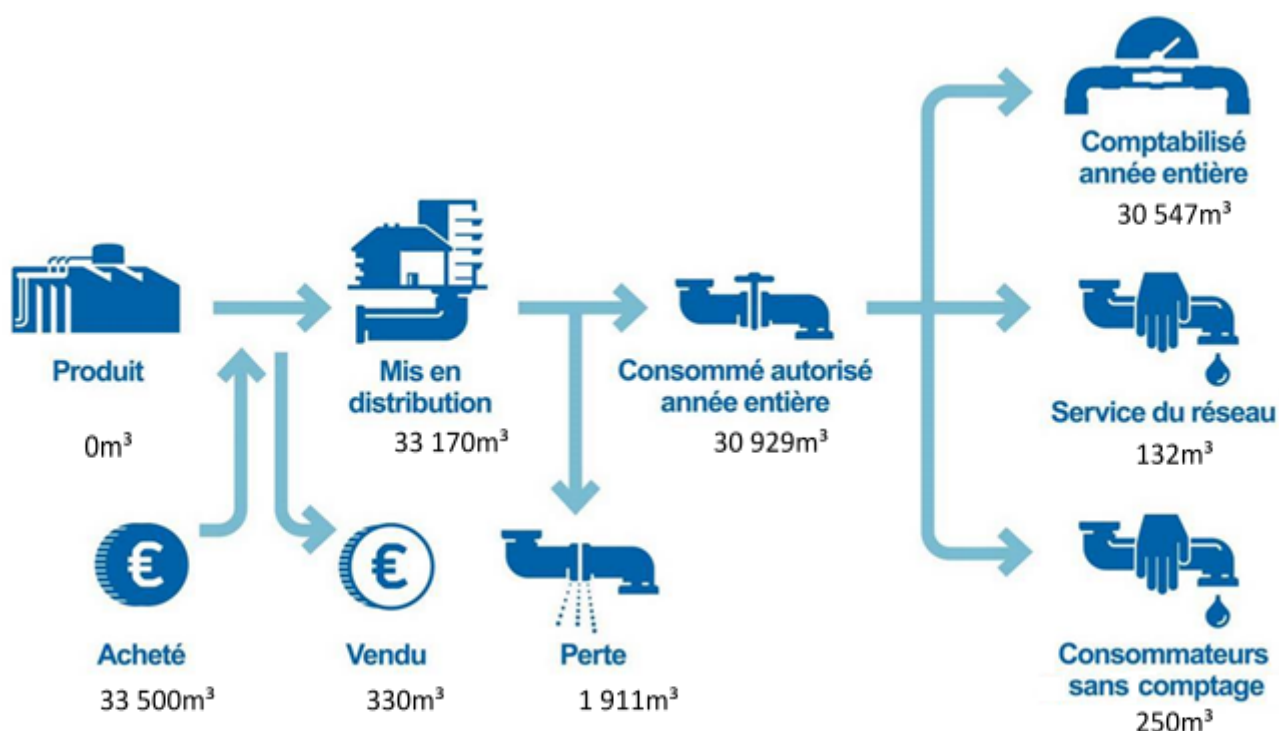 Comptabilisé
année entière
30 547m³
Produit
0m³
Mis en
distribution
33 170m³
Consommé autorisé
année entière
30 929m³
Service du réseau
132m³
€
Acheté
33 500m³
€
Vendu
330m³
Perte
1 911m³
Consommateurs
sans comptage
250m³